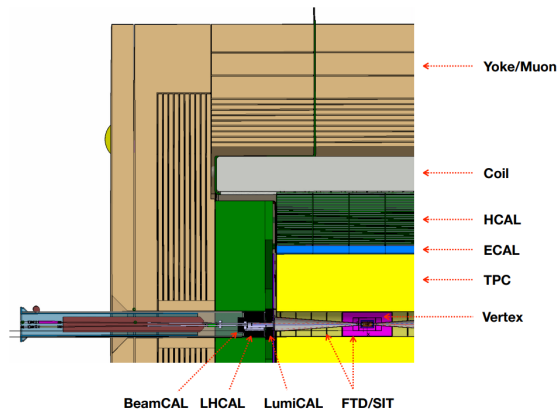 Yoke/Muon
Coil
HCAL
ECAL
TPC
Vertex
BeamCAL LHCAL LumiCAL FTD/SIT